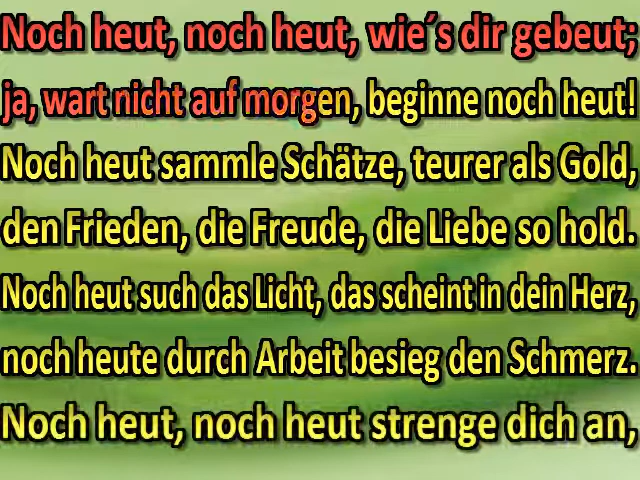 Noch heut, noch heut, wie´s dir gebeut;
ja, wart nicht auf morgen, beginne noch heut!
Noch heut sammle Schätze, teurer als Gold,
den Frieden, die Freude, die Liebe so hold.
Noch heut such das Licht, das scheint in dein Herz,
noch heute durch Arbeit besieg den Schmerz.
Noch heut, noch heut strenge dich an,